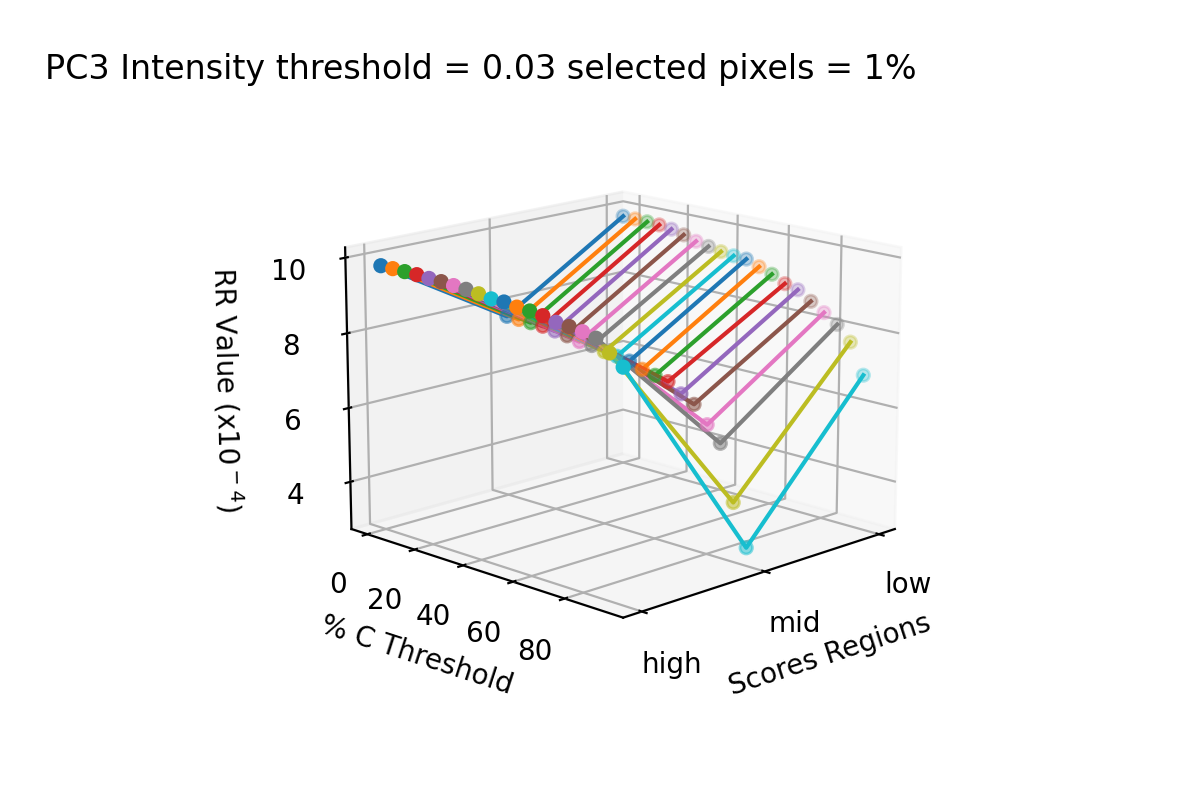 PC3 Intensity threshold = 0.03 selected pixels = 1%
RR Value (x10⁻⁴)
10
8
6
4
0
20
40
60
80
% C Threshold
high
mid
low
Scores Regions